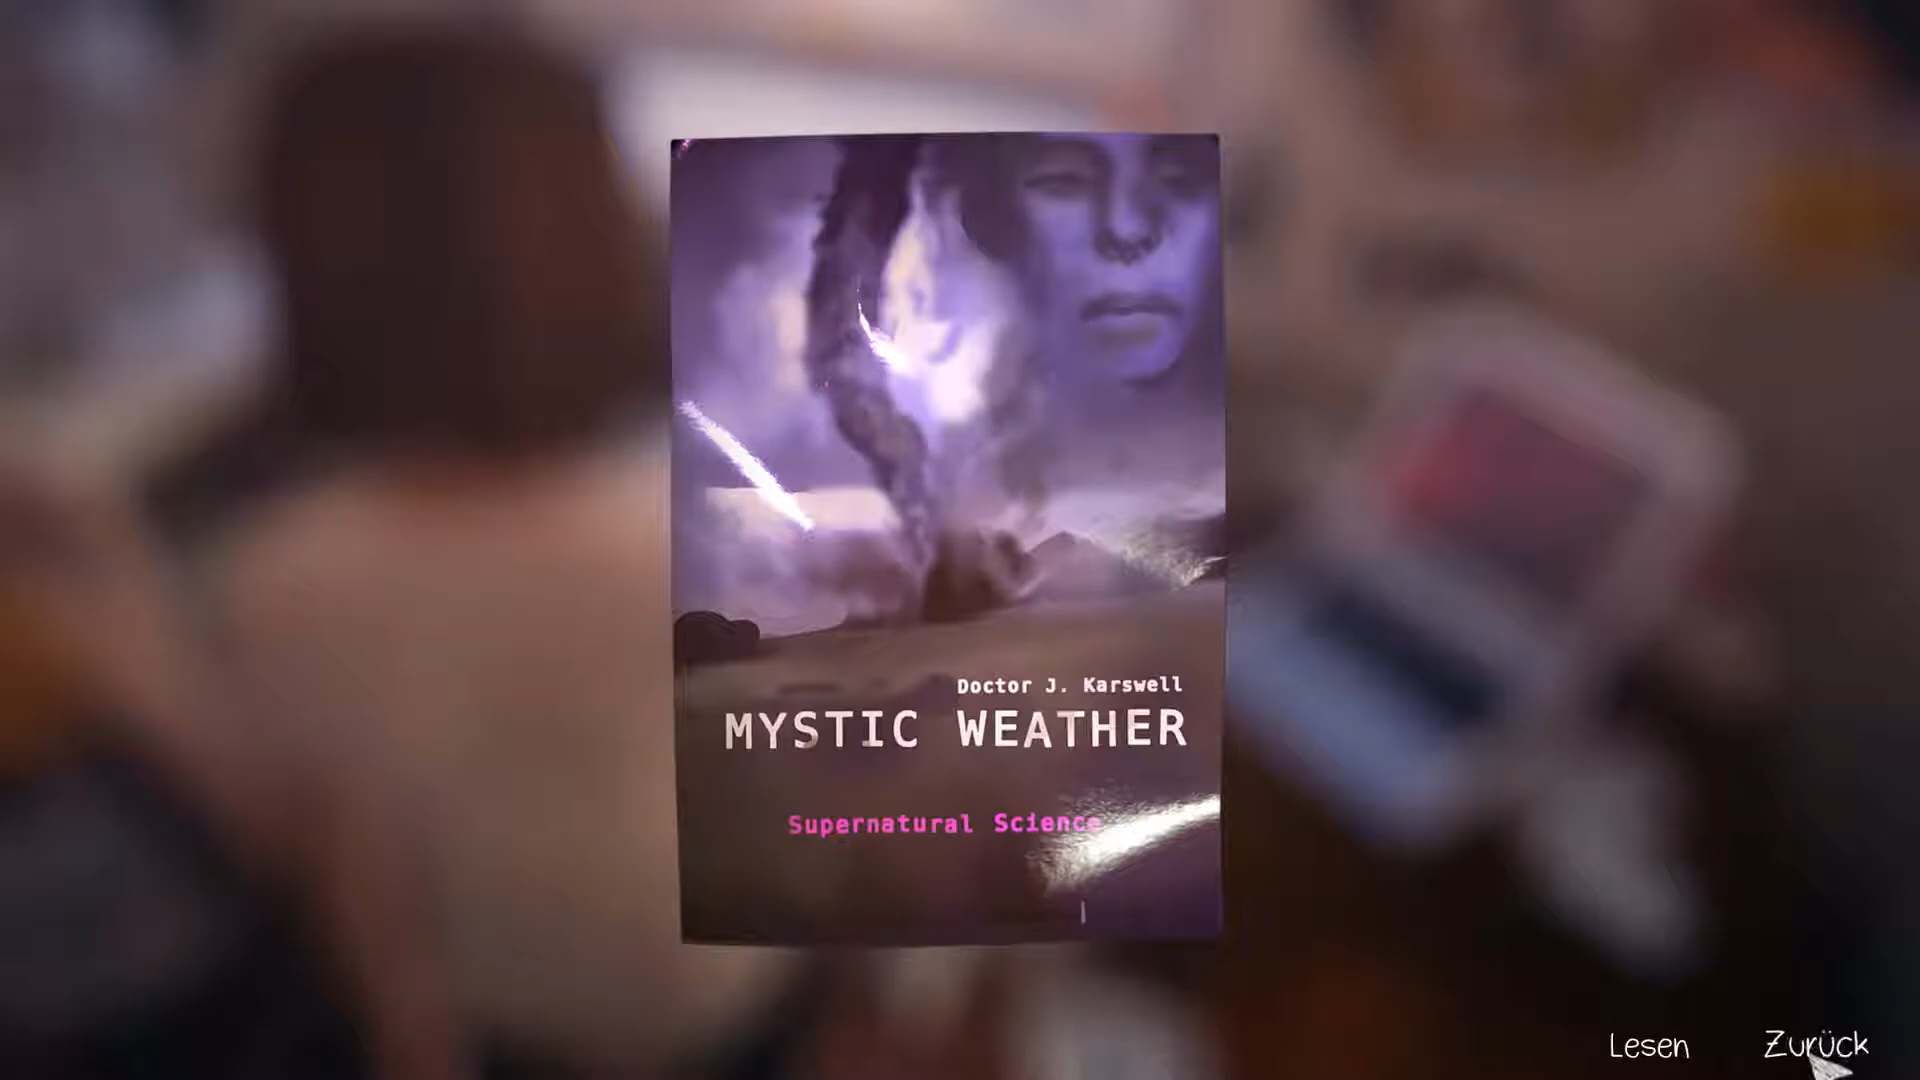 Doctor J. Karswell
MYSTIC WEATHER
Supernatural Science
Lesen
Zurück